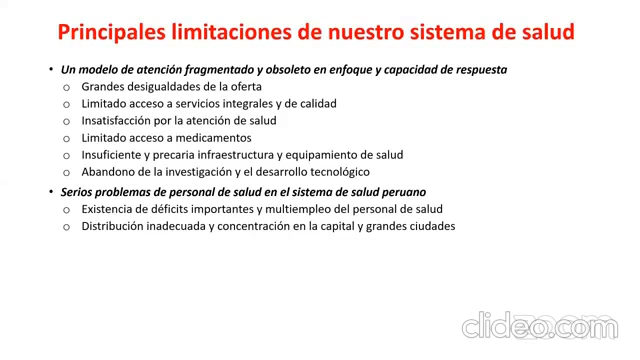 Principales limitaciones de nuestro sistema de salud
• Un modelo de atención fragmentado y obsoleto en enfoque y capacidad de respuesta
o Grandes desigualdades de la oferta
o Limitado acceso a servicios integrales y de calidad
o Insatisfacción por la atención de salud
o Limitado acceso a medicamentos
o Insuficiente y precaria infraestructura y equipamiento de salud
o Abandono de la investigación y el desarrollo tecnológico
• Serios problemas de personal de salud en el sistema de salud peruano
o Existencia de déficits importantes y multiempleo del personal de salud
o Distribución inadecuada y concentración en la capital y grandes ciudades
zoom
clideo.com